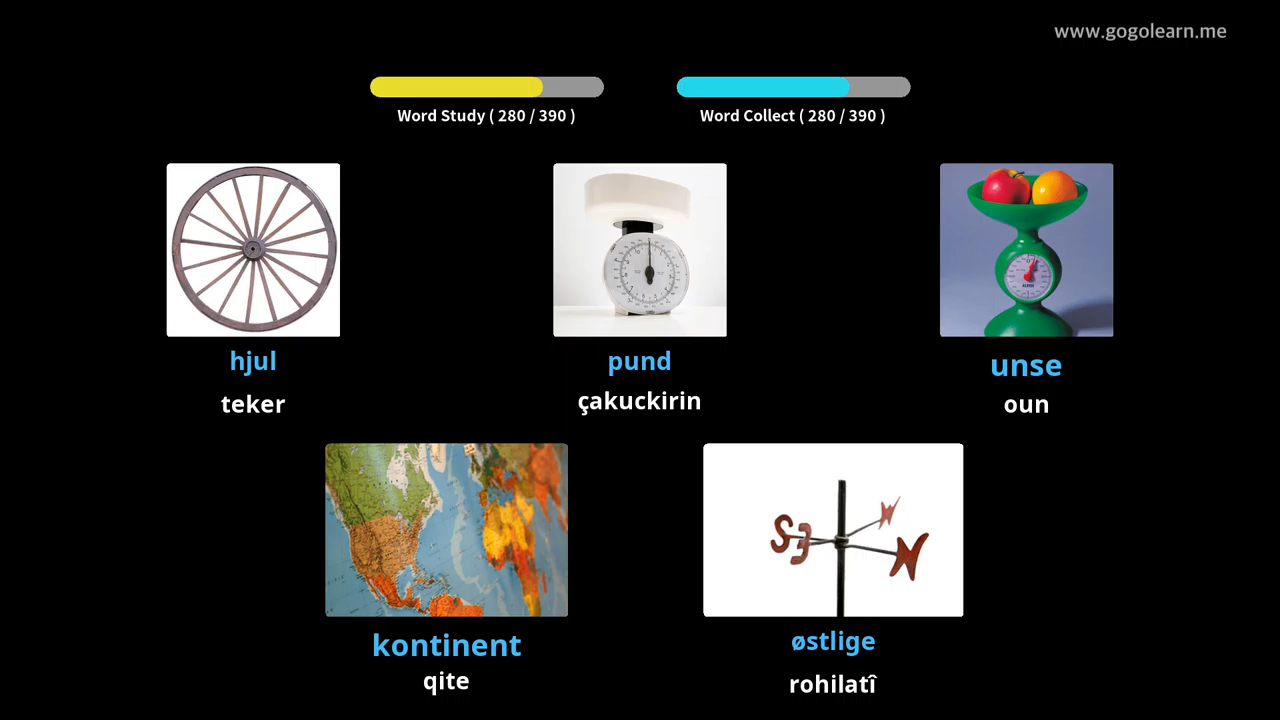 www.gogolearn.me
Word Study ( 280 / 390 )
Word Collect ( 280 / 390 )
hjul
pund
unse
teker
çakuckirin
oun
S E N W
kontinent
østlige
qite
rohilatî